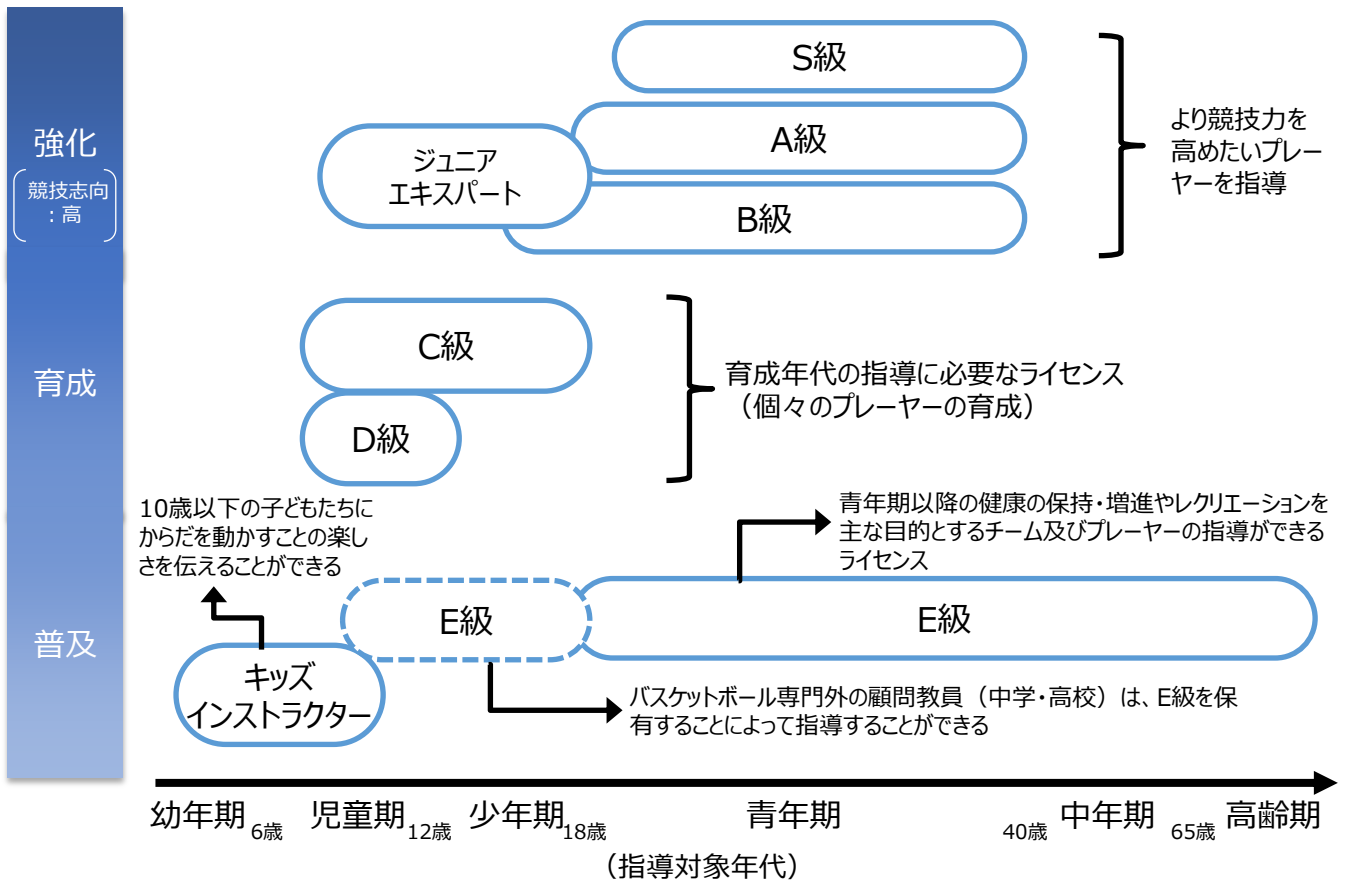 強化
競技志向
：高
育成
普及
S級
A級
ジュニア
エキスパート
B級
より競技力を
高めたいプレー
ヤーを指導
C級
D級
育成年代の指導に必要なライセンス
（個々のプレーヤーの育成）
10歳以下の子どもたちに
からだを動かすことの楽し
さを伝えることができる
青年期以降の健康の保持・増進やレクリエーションを
主な目的とするチーム及びプレーヤーの指導ができる
ライセンス
E級
E級
キッズ
インストラクター
バスケットボール専門外の顧問教員（中学・高校）は、E級を保
有することによって指導することができる
幼年期 6歳 児童期 12歳 少年期 18歳 青年期 40歳 中年期 65歳 高齢期
（指導対象年代）